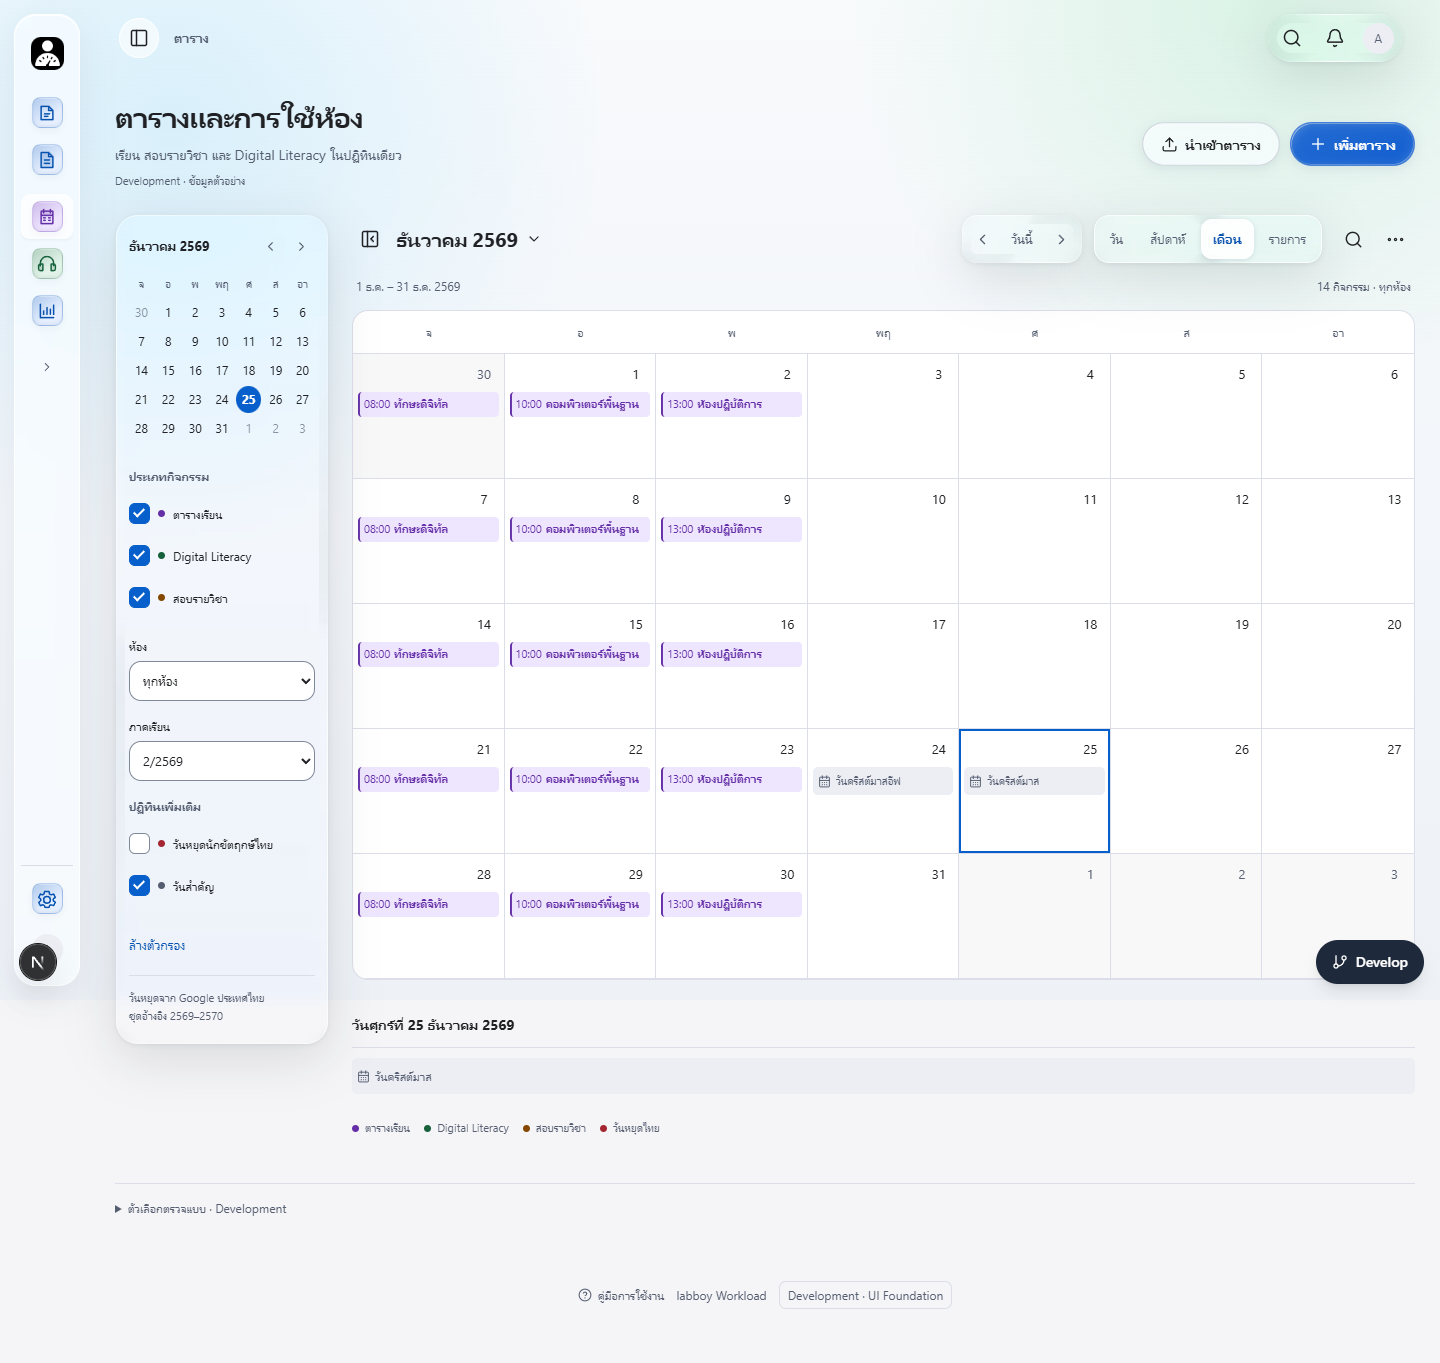 ตาราง
A
ตารางและการใช้ห้อง
เรียน สอบรายวิชา และ Digital Literacy ในปฏิทินเดียว
Development · ข้อมูลตัวอย่าง
นำเข้าตาราง
เพิ่มตาราง
ธันวาคม 2569
จ อ พ พฤ ศ ส อา
30 1 2 3 4 5 6
7 8 9 10 11 12 13
14 15 16 17 18 19 20
21 22 23 24 25 26 27
28 29 30 31 1 2 3
ประเภทกิจกรรม
ตารางเรียน
Digital Literacy
สอบรายวิชา
ห้อง
ทุกห้อง
ภาคเรียน
2/2569
ปฏิทินเพิ่มเติม
วันหยุดนักขัตฤกษ์ไทย
วันสำคัญ
ล้างตัวกรอง
วันหยุดจาก Google ประเทศไทย
ชุดอ้างอิง 2569–2570
ธันวาคม 2569
วันนี้
วัน สัปดาห์ เดือน รายการ
1 ธ.ค. – 31 ธ.ค. 2569
14 กิจกรรม · ทุกห้อง
จ อ พ พฤ ศ ส อา
30 1 2 3 4 5 6
08:00 ทักษะดิจิทัล 10:00 คอมพิวเตอร์พื้นฐาน 13:00 ห้องปฏิบัติการ
7 8 9 10 11 12 13
08:00 ทักษะดิจิทัล 10:00 คอมพิวเตอร์พื้นฐาน 13:00 ห้องปฏิบัติการ
14 15 16 17 18 19 20
08:00 ทักษะดิจิทัล 10:00 คอมพิวเตอร์พื้นฐาน 13:00 ห้องปฏิบัติการ
21 22 23 24 25 26 27
08:00 ทักษะดิจิทัล 10:00 คอมพิวเตอร์พื้นฐาน 13:00 ห้องปฏิบัติการ วันคริสต์มาสอีฟ วันคริสต์มาส
28 29 30 31 1 2 3
08:00 ทักษะดิจิทัล 10:00 คอมพิวเตอร์พื้นฐาน 13:00 ห้องปฏิบัติการ
N
Develop
วันศุกร์ที่ 25 ธันวาคม 2569
วันคริสต์มาส
ตารางเรียน Digital Literacy สอบรายวิชา วันหยุดไทย
ตัวเลือกตรวจแบบ · Development
คู่มือการใช้งาน labboy Workload Development · UI Foundation